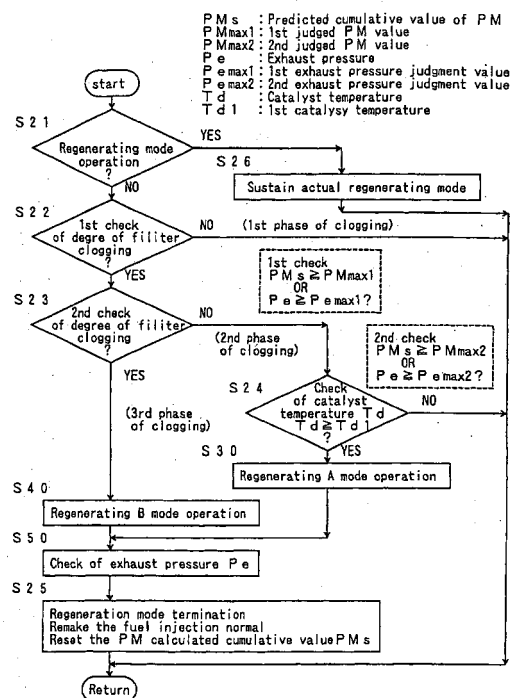 PMs : Predicted cumulative value of PM
PMmax1: 1st judged PM value
PMmax2: 2nd judged PM value
Pe : Exhaust pressure
Pemax1: 1st exhaust pressure judgment value
Pemax2: 2nd exhaust pressure judgment value
Td : Catalyst temperature
Td1 : 1st catalysy temperature
start
S21
Regenerating mode
operation
?
YES
S26
Sustain actual regenerating mode
NO
S22
1st check
of degre of filiter
clogging
?
NO (1st phase of clogging)
YES
1st check
PMs ≧ PMmax1
OR
Pe ≧ Pemax1?
S23
2nd check
of degree of filiter
clogging
?
NO
(2nd phase
of clogging)
2nd check
PMs ≧ PMmax2
OR
Pe ≧ Pemax2?
YES
(3rd phase
of clogging)
S24
Check
of catalyst
temperature Td
Td ≧ Td1
?
NO
YES
S30
Regenerating A mode operation
S40
Regenerating B mode operation
S50
Check of exhaust pressure Pe
S25
Regeneration mode termination
Remake the fuel injection normal
Reset the PM calculated cumulative valuePMs
Return